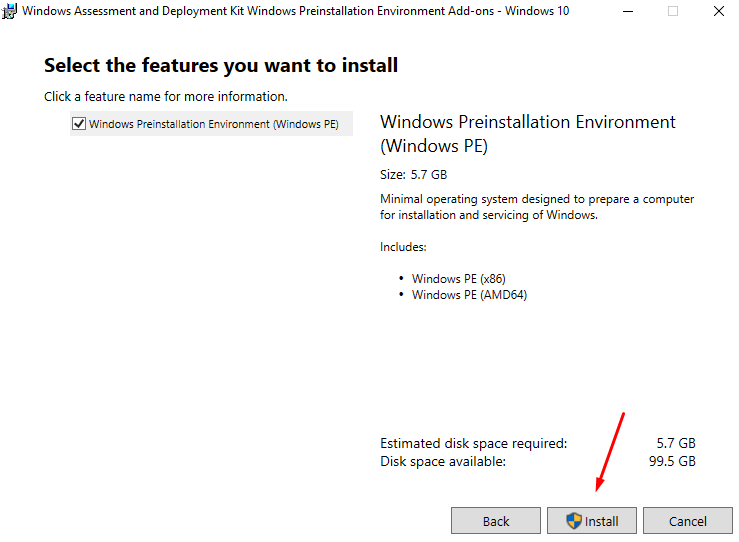 Windows Assessment and Deployment Kit Windows Preinstallation Environment Add-ons - Windows 10
Select the features you want to install
Click a feature name for more information.
Windows Preinstallation Environment (Windows PE)
Windows Preinstallation Environment
(Windows PE)
Size: 5.7 GB
Minimal operating system designed to prepare a computer
for installation and servicing of Windows.
Includes:
• Windows PE (x86)
• Windows PE (AMD64)
Estimated disk space required: 5.7 GB
Disk space available: 99.5 GB
Back Install Cancel